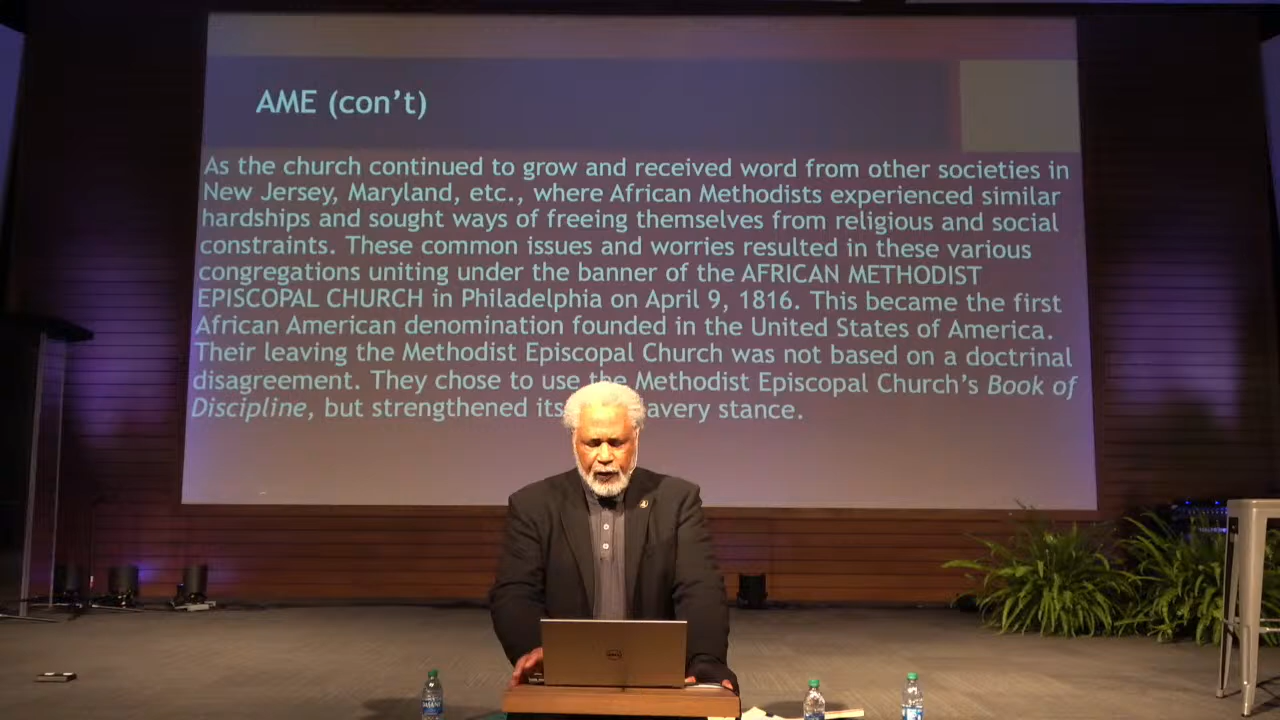 AME (con’t)
As the church continued to grow and received word from other societies in
New Jersey, Maryland, etc., where African Methodists experienced similar
hardships and sought ways of freeing themselves from religious and social
constraints. These common issues and worries resulted in these various
congregations uniting under the banner of the AFRICAN METHODIST
EPISCOPAL CHURCH in Philadelphia on April 9, 1816. This became the first
African American denomination founded in the United States of America.
Their leaving the Methodist Episcopal Church was not based on a doctrinal
disagreement. They chose to use the Methodist Episcopal Church’s Book of
Discipline, but strengthened its avery stance.
DELL
DASANI